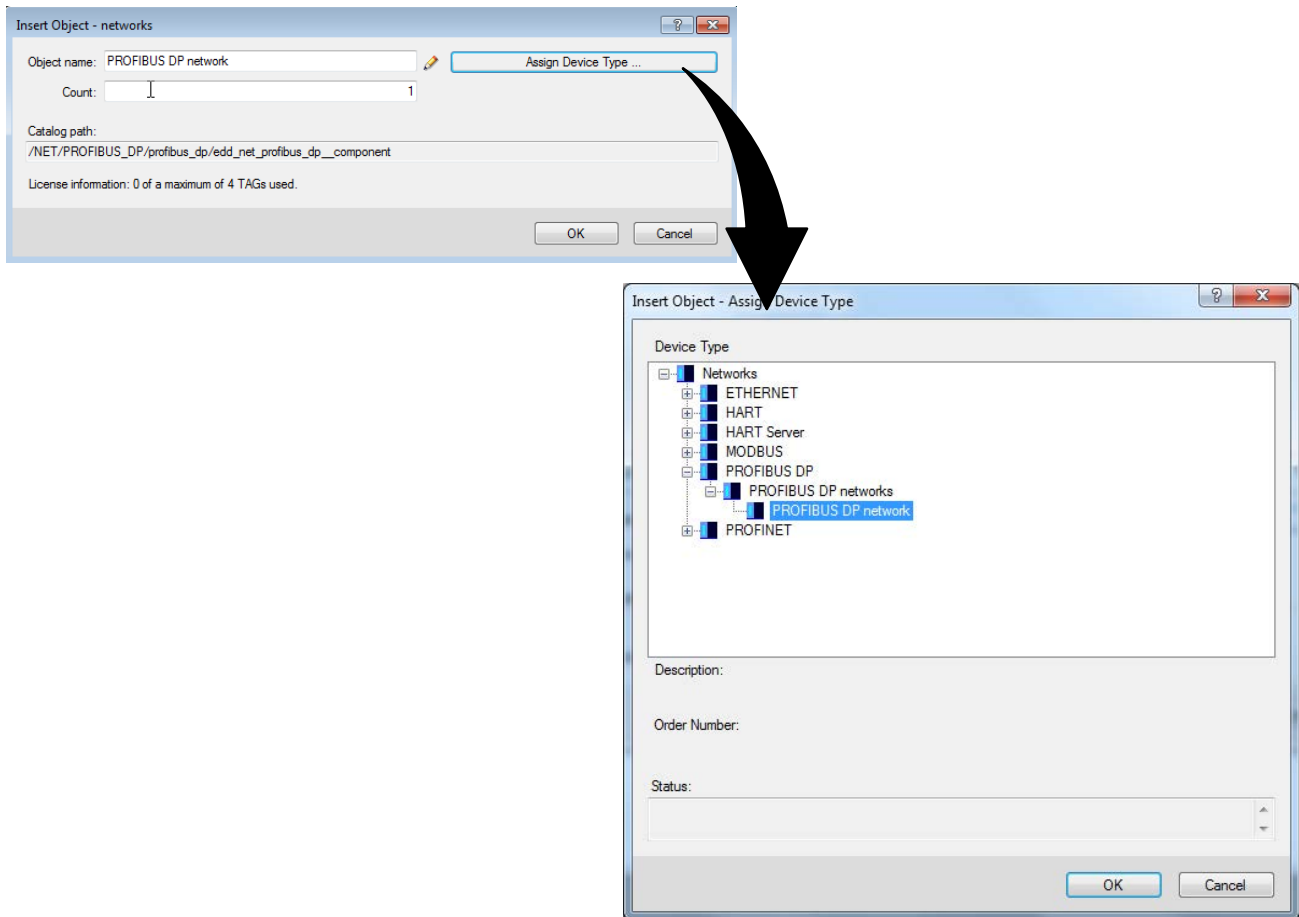 Insert Object - networks
Object name: PROFIBUS DP network
Assign Device Type ...
Count: 1
Catalog path:
/NET/PROFIBUS_DP/profibus_dp/edd_net_profibus_dp__component
License information: 0 of a maximum of 4 TAGs used.
OK
Cancel
Insert Object - Assign Device Type
Device Type
Networks
ETHERNET
HART
HART Server
MODBUS
PROFIBUS DP
PROFIBUS DP networks
PROFIBUS DP network
PROFINET
Description:
Order Number:
Status:
OK
Cancel